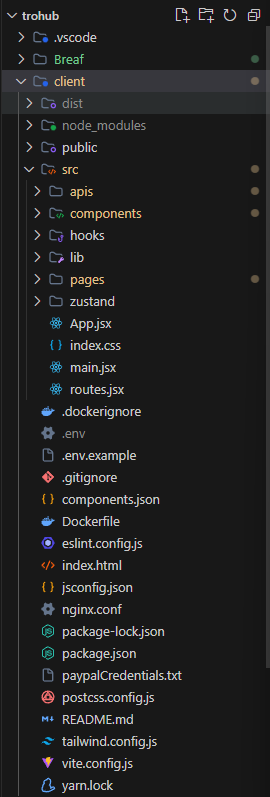 trohub
.vscode
Breaf
client
dist
node_modules
public
src
apis
components
hooks
lib
pages
zustand
App.jsx
index.css
main.jsx
routes.jsx
.dockerignore
.env
.env.example
.gitignore
components.json
Dockerfile
eslint.config.js
index.html
jsconfig.json
nginx.conf
package-lock.json
package.json
paypalCredentials.txt
postcss.config.js
README.md
tailwind.config.js
vite.config.js
yarn.lock